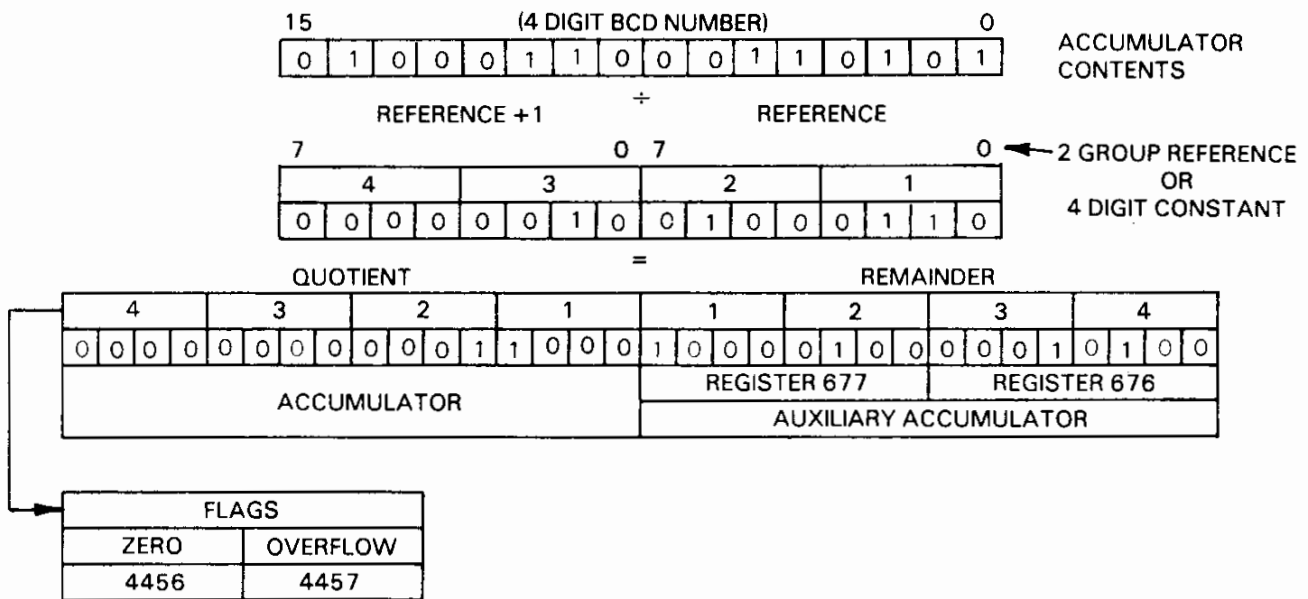 15 (4 DIGIT BCD NUMBER) 0
0 1 0 0 0 1 1 0 0 0 1 1 0 1 0 1
ACCUMULATOR
CONTENTS
÷
REFERENCE +1 REFERENCE
7 0 7 0
2 GROUP REFERENCE
OR
4 DIGIT CONSTANT
4 3 2 1
0 0 0 0 0 0 1 0 0 1 0 0 0 1 1 0
=
QUOTIENT REMAINDER
4 3 2 1 1 2 3 4
0 0 0 0 0 0 0 0 0 0 0 1 1 0 0 0 1 0 0 0 0 1 0 0 0 0 0 1 0 1 0 0
ACCUMULATOR
REGISTER 677 REGISTER 676
AUXILIARY ACCUMULATOR
FLAGS
ZERO OVERFLOW
4456 4457